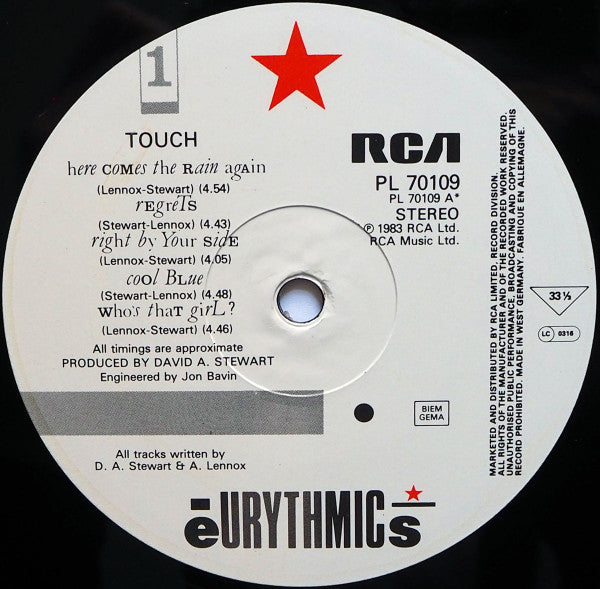 1
TOUCH
here COMes the Rain agAin
(Lennox-Stewart) (4.54)
rEgreTS
(Stewart-Lennox) (4.43)
right by Your SidE
(Lennox-Stewart) (4.05)
coOl BLue
(Stewart-Lennox) (4.48)
Who's thaT girL?
(Lennox-Stewart) (4.46)
All timings are approximate
PRODUCED BY DAVID A. STEWART
Engineered by Jon Bavin
All tracks written by
D. A. Stewart & A. Lennox
RCA
PL 70109
PL 70109 A*
STEREO
℗ 1983 RCA Ltd.
RCA Music Ltd.
33⅓
LC 0316
BIEM
GEMA
MARKETED AND DISTRIBUTED BY RCA LIMITED, RECORD DIVISION.
ALL RIGHTS OF THE MANUFACTURER AND OF THE RECORDED WORK RESERVED.
UNAUTHORISED PUBLIC PERFORMANCE, BROADCASTING AND COPYING OF THIS
RECORD PROHIBITED. MADE IN WEST GERMANY. FABRIQUE EN ALLEMAGNE.
eURYTHMICs